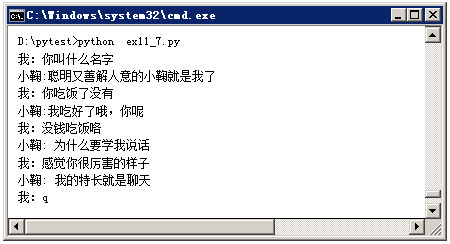 C:\Windows\system32\cmd.exe
D:\pytest>python  ex11_7.py
我: 你叫什么名字
小鞠:聪明又善解人意的小鞠就是我了
我: 你吃饭了没有
小鞠:我吃好了哦，你呢
我: 没钱吃饭咯
小鞠: 为什么要学我说话
我: 感觉你很厉害的样子
小鞠: 我的特长就是聊天
我: q